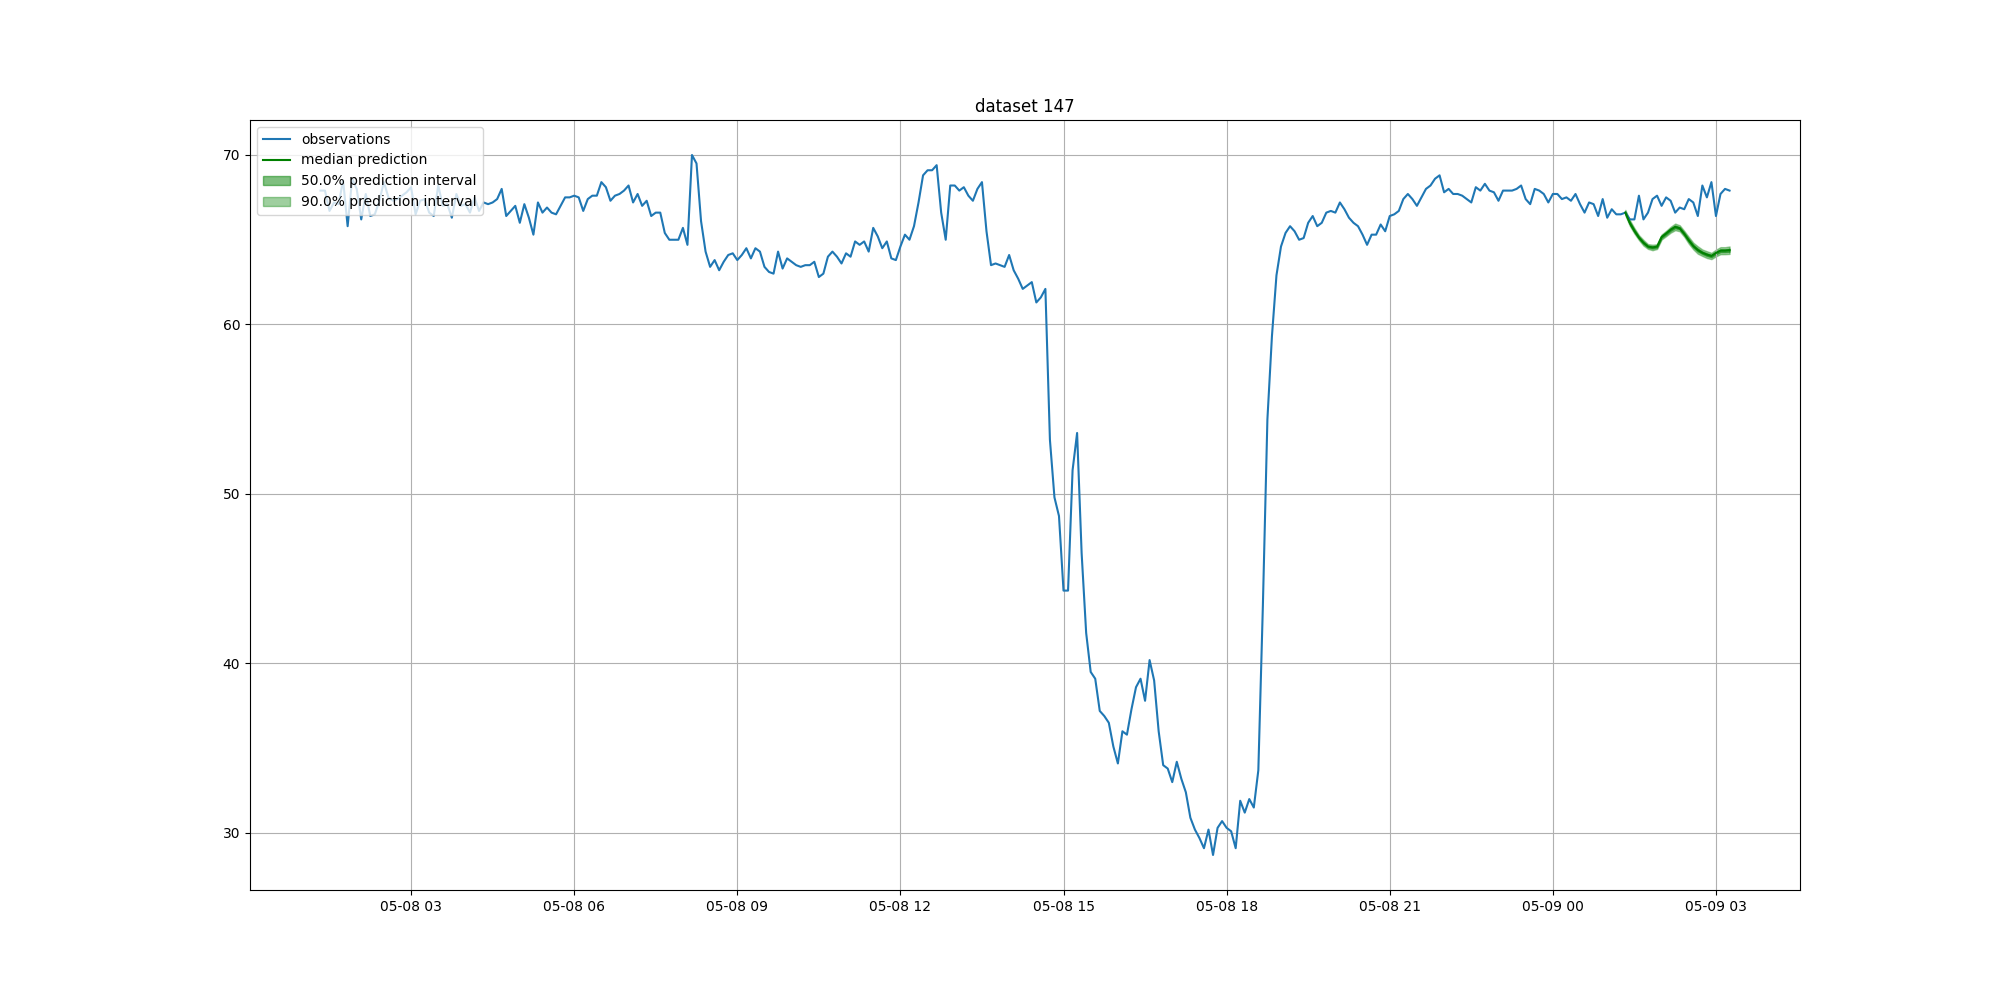 dataset 147
observations
median prediction
50.0% prediction interval
90.0% prediction interval
70
60
50
40
30
05-08 03
05-08 06
05-08 09
05-08 12
05-08 15
05-08 18
05-08 21
05-09 00
05-09 03